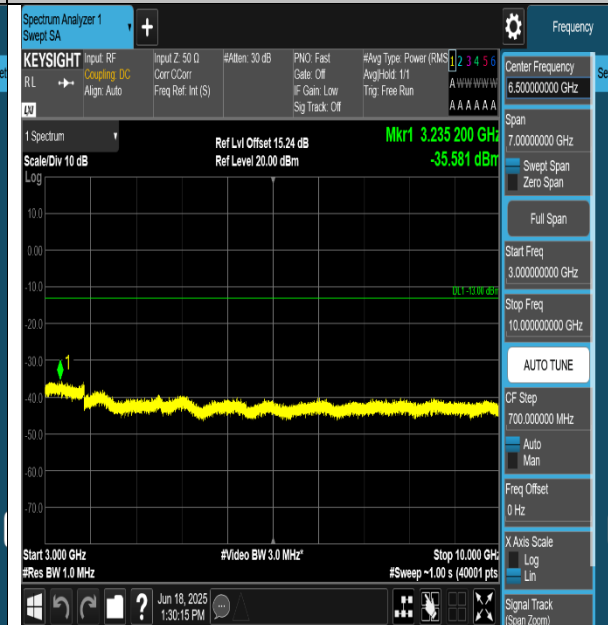 Spectrum Analyzer 1
Swept SA
+
Frequency
KEYSIGHT
RL
Input: RF
Coupling: DC
Align: Auto
Input Z: 50 Ω
Corr CCorr
Freq Ref: Int (S)
#Atten: 30 dB
PNO: Fast
Gate: Off
IF Gain: Low
Sig Track: Off
#Avg Type: Power (RMS
Avg|Hold: 1/1
Trig: Free Run
1 2 3 4 5 6
A W W W W W
A A A A A A
LXI
1 Spectrum
Scale/Div 10 dB
Log
Ref Lvl Offset 15.24 dB
Ref Level 20.00 dBm
Mkr1 3.235 200 GHz
-35.581 dBm
10.0
0.00
-10.0
-20.0
-30.0
-40.0
-50.0
-60.0
-70.0
DL1 -13.00 dBm
1
Start 3.000 GHz
#Res BW 1.0 MHz
#Video BW 3.0 MHz*
Stop 10.000 GHz
#Sweep ~1.00 s (40001 pts
Jun 18, 2025
1:30:15 PM
?
Center Frequency
6.500000000 GHz
Span
7.00000000 GHz
Swept Span
Zero Span
Full Span
Start Freq
3.000000000 GHz
Stop Freq
10.000000000 GHz
AUTO TUNE
CF Step
700.000000 MHz
Auto
Man
Freq Offset
0 Hz
X Axis Scale
Log
Lin
Signal Track
(Span Zoom)